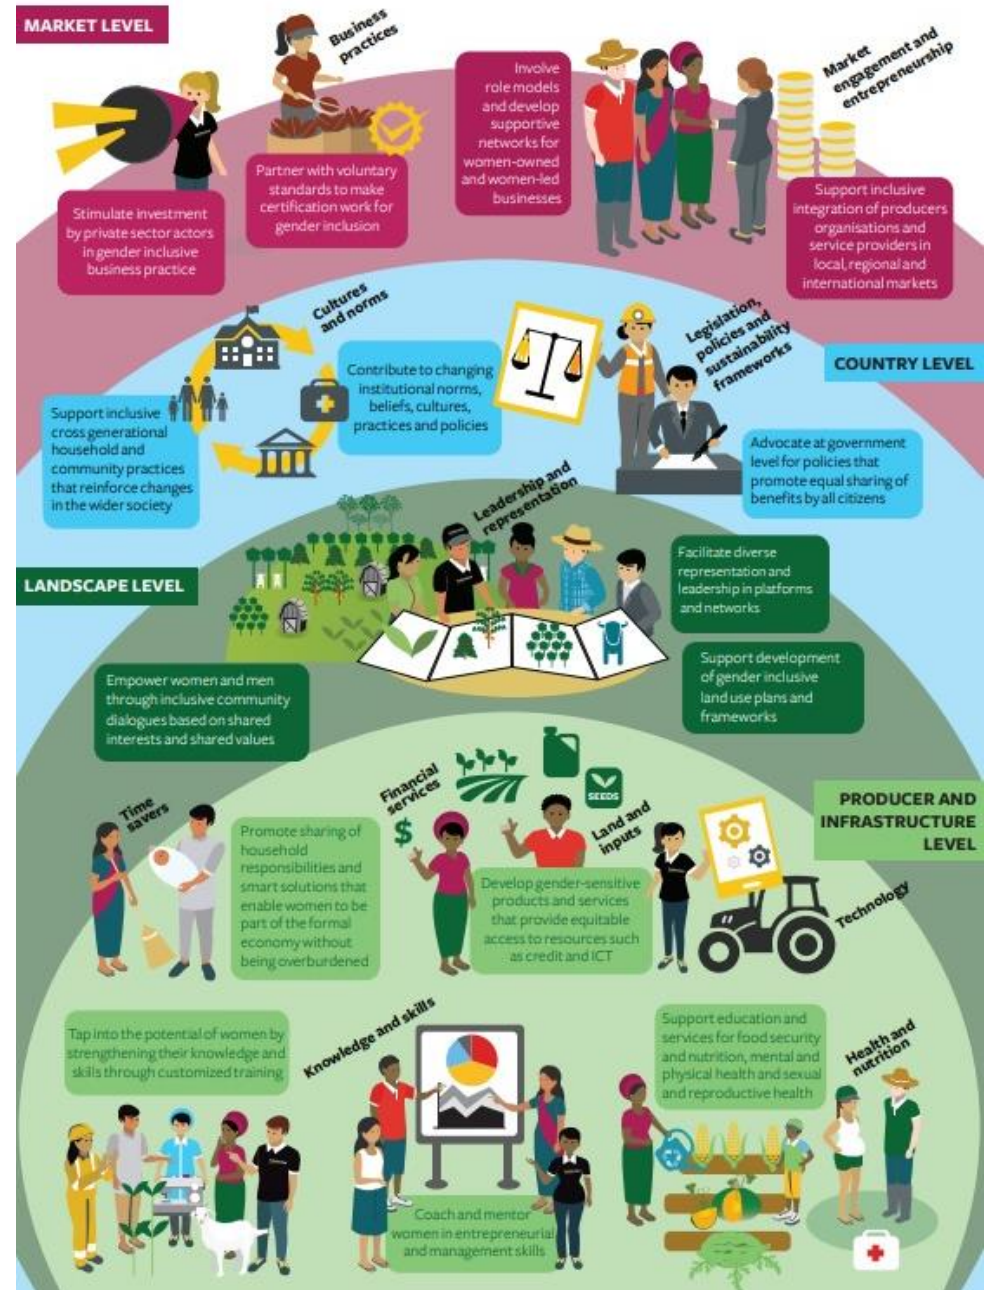 MARKET LEVEL
Business
practices
Involve
role models
and develop
supportive
networks for
women-owned
and women-led
businesses
Market
engagement and
entrepreneurship
Partner with voluntary
standards to make
certification work for
gender inclusion
Stimulate investment
by private sector actors
in gender inclusive
business practice
Support inclusive
integration of producers
organisations and
service providers in
local, regional and
international markets
Cultures
and norms
Legislation,
policies and
sustainability
frameworks
COUNTRY LEVEL
Contribute to changing
institutional norms,
beliefs, cultures,
practices and policies
Support inclusive
cross generational
household and
community practices
that reinforce changes
in the wider society
Advocate at government
level for policies that
promote equal sharing of
benefits by all citizens
Leadership and
representation
LANDSCAPE LEVEL
Facilitate diverse
representation and
leadership in platforms
and networks
Support development
of gender inclusive
land use plans and
frameworks
Empower women and men
through inclusive community
dialogues based on shared
interests and shared values
PRODUCER AND
INFRASTRUCTURE
LEVEL
Time
savers
Promote sharing of
household
responsibilities and
smart solutions that
enable women to be
part of the formal
economy without
being overburdened
Financial
services
$
SEEDS
Land and
inputs
Develop gender-sensitive
products and services
that provide equitable
access to resources such
as credit and ICT
Technology
Tap into the potential of women by
strengthening their knowledge and
skills through customized training
Knowledge and skills
Coach and mentor
women in entrepreneurial
and management skills
Support education and
services for food security
and nutrition, mental and
physical health and sexual
and reproductive health
Health and
nutrition